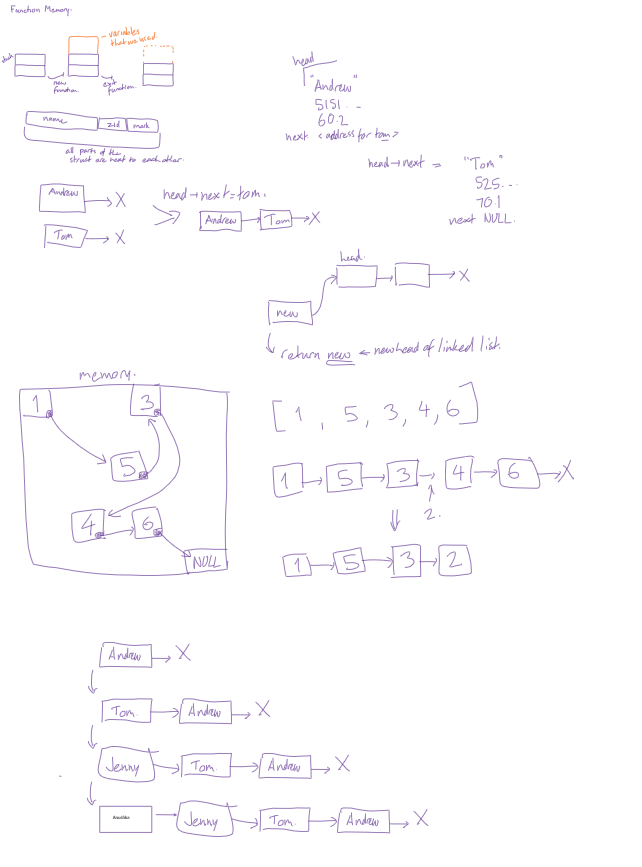 Function Memory.
variables
that we used
stack
new
function
exit
function.
name
zid
mark
all parts of the
struct are next to each other.
head
"Andrew"
5151...
60.2
next <address for tom>
head→next = "Tom"
525...
70.1
next NULL.
Andrew → X
Tom → X
head→next = tom.
Andrew → Tom → X
head.
X
new
return new ← new head of linked list.
memory.
1
3
5
4
6
NULL
[1, 5, 3, 4, 6]
1 → 5 → 3 → 4 → 6 → X
2.
1 → 5 → 3 → 2
Andrew → X
Tom → Andrew → X
Jenny → Tom. → Andrew → X
Jenny → Tom. → Andrew → X